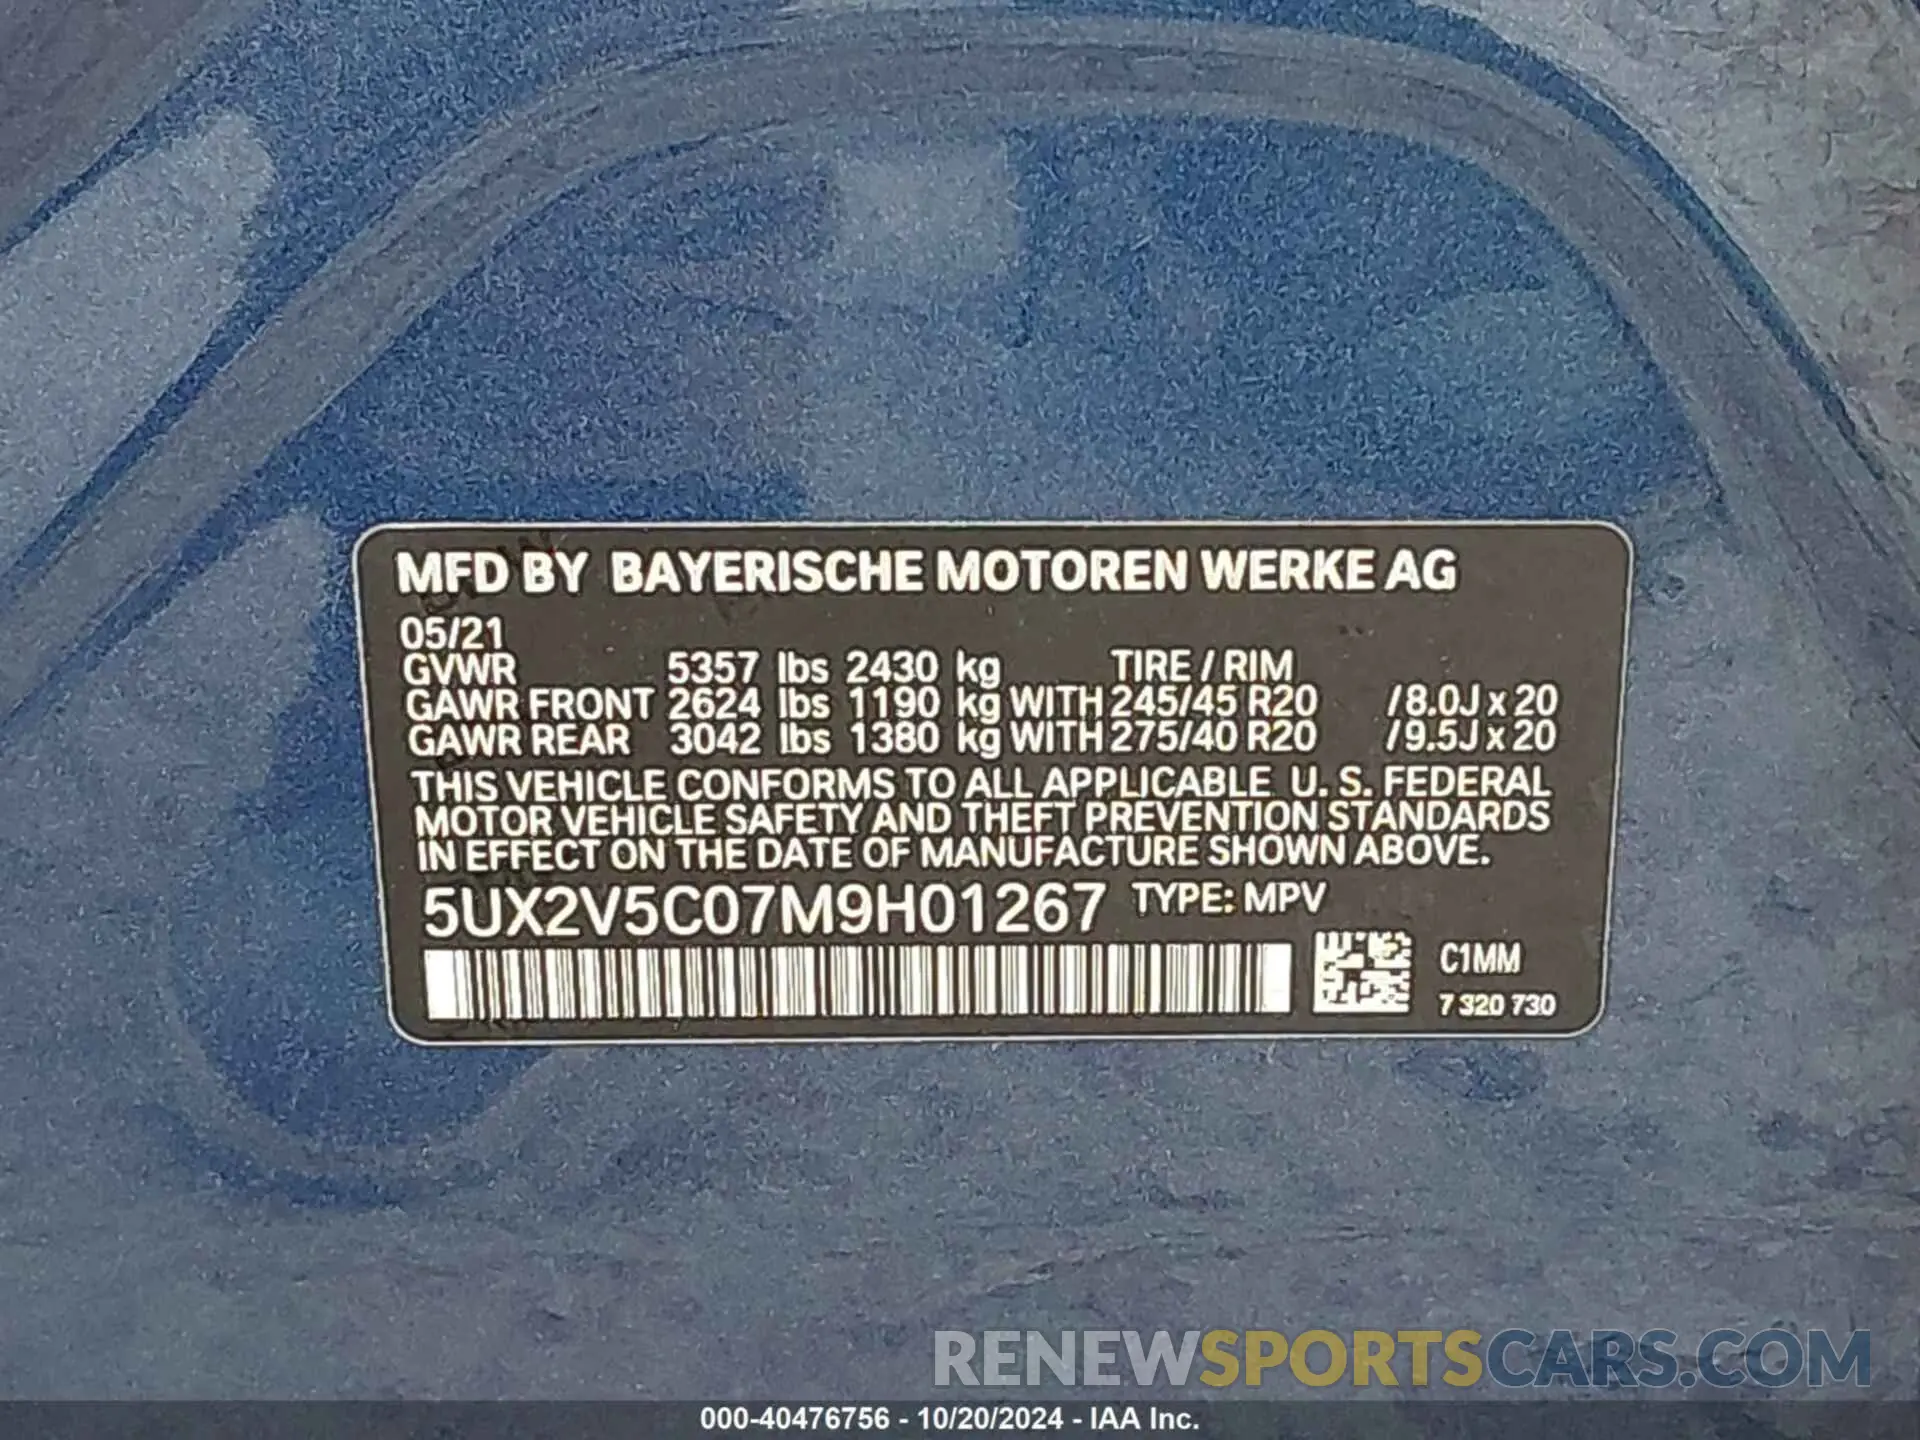 MFD BY BAYERISCHE MOTOREN WERKE AG
05/21
GVWR 5357 lbs 2430 kg TIRE / RIM
GAWR FRONT 2624 lbs 1190 kg WITH 245/45 R20 /8.0J x 20
GAWR REAR 3042 lbs 1380 kg WITH 275/40 R20 /9.5J x 20
THIS VEHICLE CONFORMS TO ALL APPLICABLE U. S. FEDERAL
MOTOR VEHICLE SAFETY AND THEFT PREVENTION STANDARDS
IN EFFECT ON THE DATE OF MANUFACTURE SHOWN ABOVE.
5UX2V5C07M9H01267 TYPE: MPV
C1MM
7 320 730
RENEWSPORTSCARS.COM
000-40476756 - 10/20/2024 - IAA Inc.